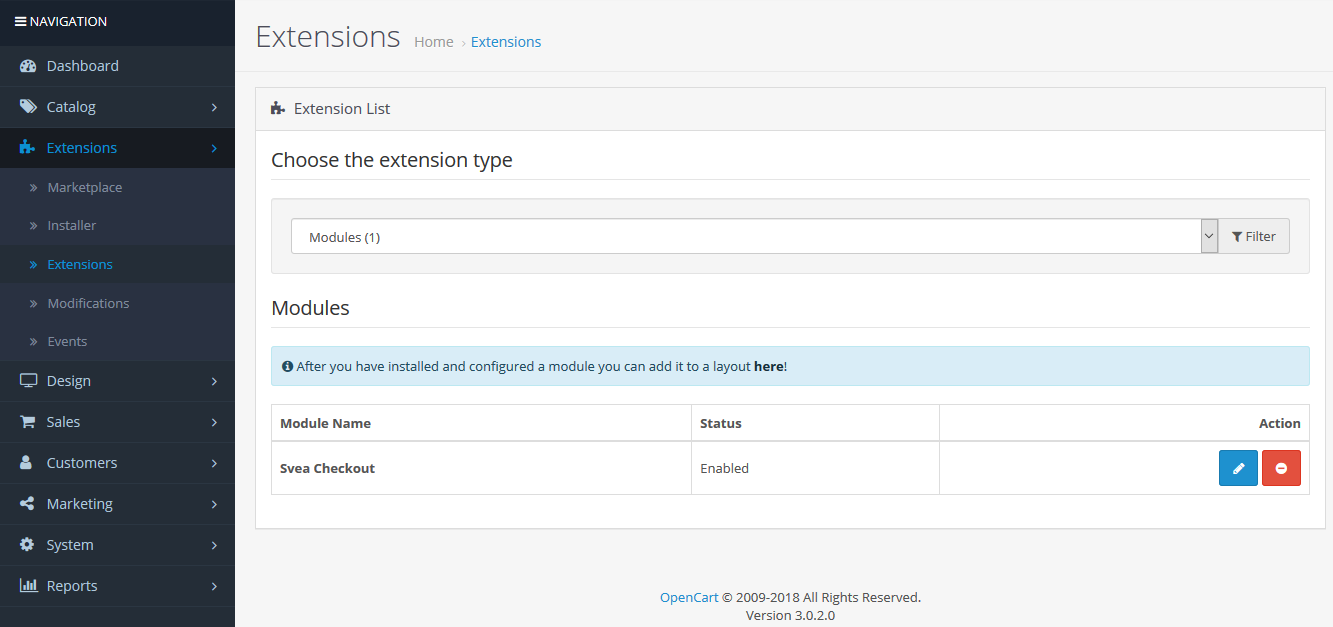 NAVIGATION
Dashboard
Catalog
Extensions
Marketplace
Installer
Extensions
Modifications
Events
Design
Sales
Customers
Marketing
System
Reports
Extensions Home › Extensions
Extension List
Choose the extension type
Modules (1) Filter
Modules
After you have installed and configured a module you can add it to a layout here!
Module Name Status Action
Svea Checkout Enabled
OpenCart © 2009-2018 All Rights Reserved.
Version 3.0.2.0